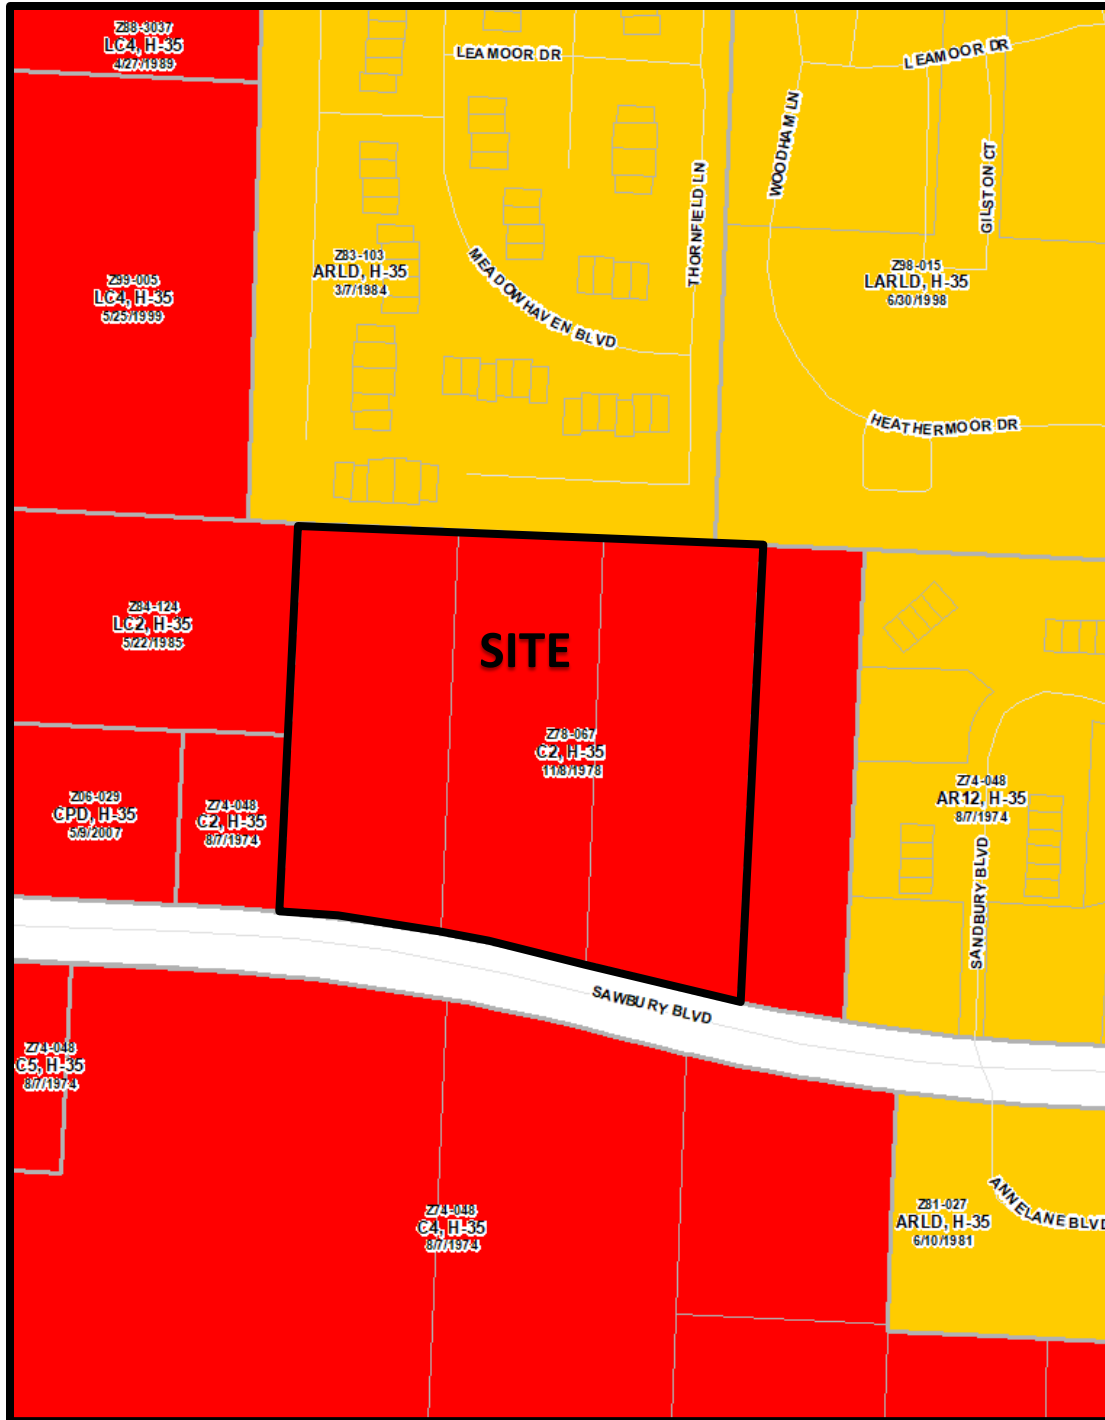 Z88-3037
LC4, H-35
4/27/1989
LEAMOOR DR
LEAMOOR DR
WOODHAM LN
GILSTON CT
THORNFIELD LN
Z99-005
LC4, H-35
5/25/1999
Z83-103
ARLD, H-35
3/7/1984
MEADOWHAVEN BLVD
Z98-015
LARLD, H-35
6/30/1998
HEATHERMOOR DR
Z84-124
LC2, H-35
5/22/1985
SITE
Z78-067
C2, H-35
11/8/1978
Z06-029
CPD, H-35
5/9/2007
Z74-048
C2, H-35
8/7/1974
Z74-048
AR12, H-35
8/7/1974
SANDBURY BLVD
SAWBURY BLVD
Z74-048
C5, H-35
8/7/1974
Z74-048
C4, H-35
8/7/1974
Z81-027
ARLD, H-35
6/10/1981
ANNELANE BLVD